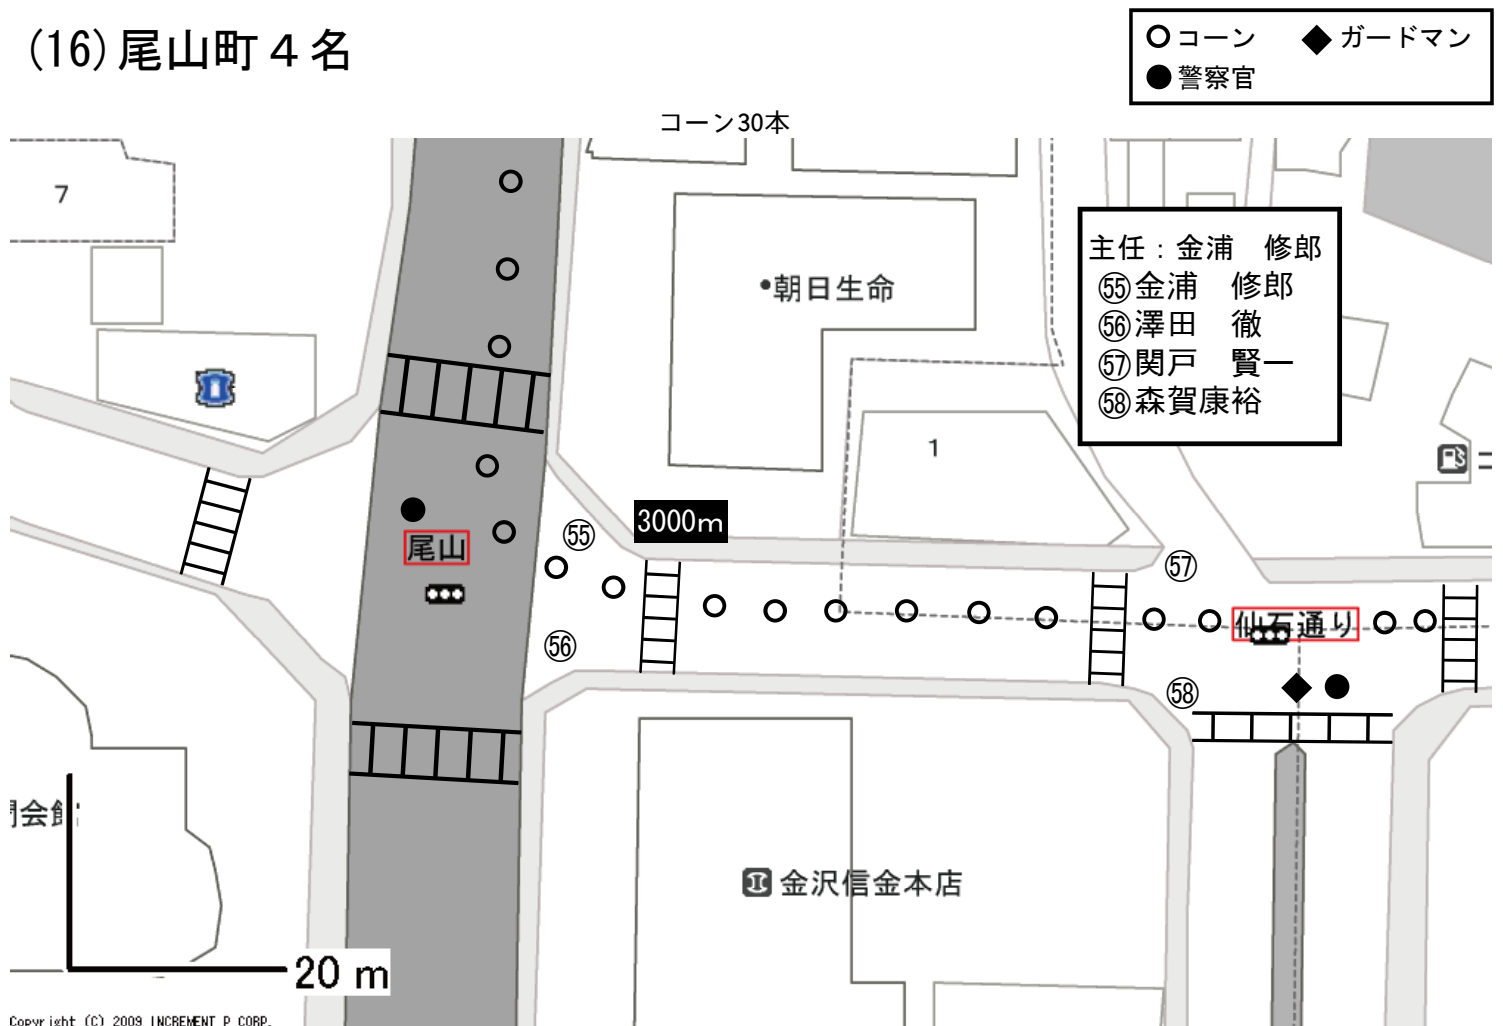 (16)尾山町４名
コーン ガードマン
警察官
コーン30本
7
主任：金浦　修郎
㊺金浦　修郎
56澤田　徹
57関戸　賢一
58森賀康裕
朝日生命
1
3000m
55
尾山
57
56
仙石通り
58
会館
金沢信金本店
20 m
Copyright (C) 2009 INCREMENT P CORP.